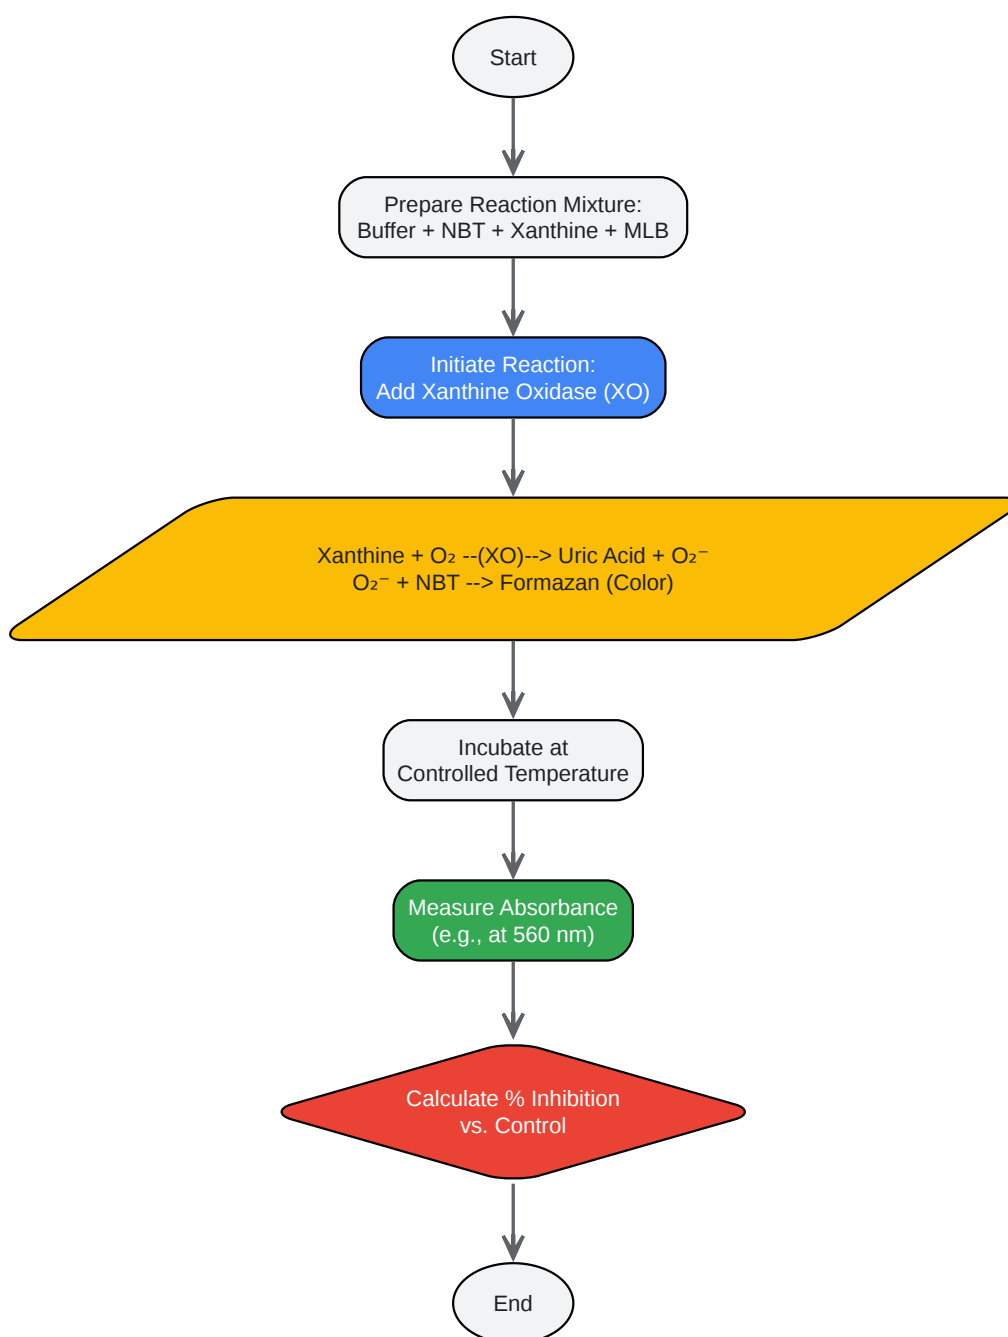 Start
Prepare Reaction Mixture:
Buffer + NBT + Xanthine + MLB
Initiate Reaction:
Add Xanthine Oxidase (XO)
Xanthine + O₂ --(XO)--> Uric Acid + O₂⁻
O₂⁻ + NBT --> Formazan (Color)
Incubate at
Controlled Temperature
Measure Absorbance
(e.g., at 560 nm)
Calculate % Inhibition
vs. Control
End